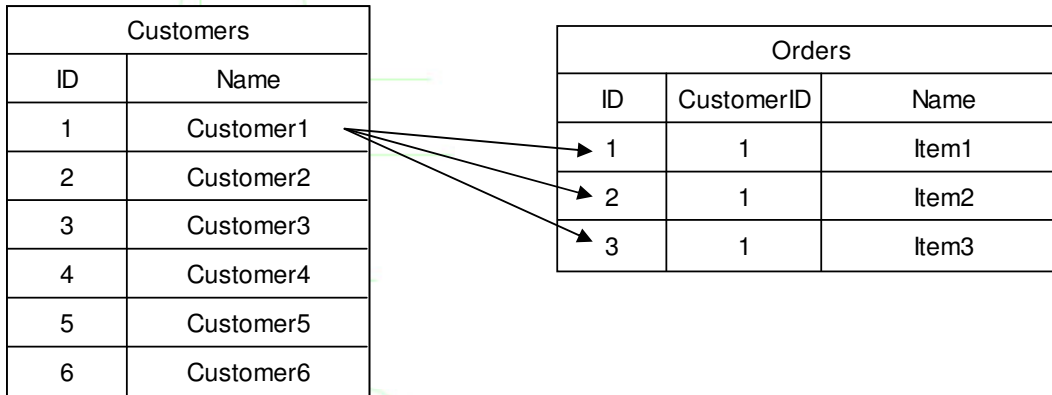 Customers
ID Name
1 Customer1
2 Customer2
3 Customer3
4 Customer4
5 Customer5
6 Customer6
Orders
ID CustomerID Name
1 1 Item1
2 1 Item2
3 1 Item3